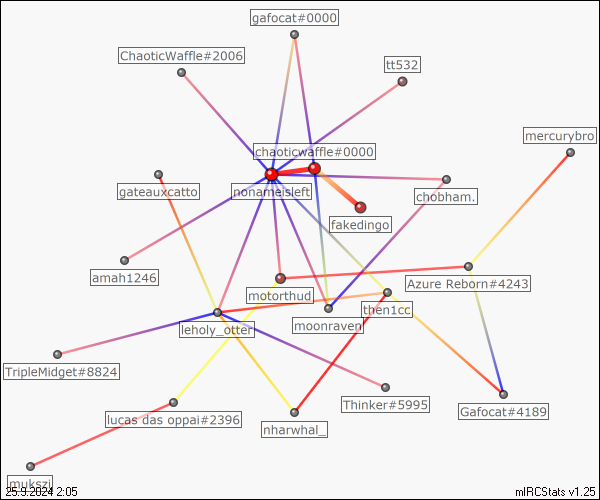 gafocat#0000
ChaoticWaffle#2006
tt532
mercurybro
chaoticwaffle#0000
gateauxcatto
nonameisleft
chobham.
fakedingo
amah1246
Azure Reborn#4243
motorthud
then1cc
moonraven
leholy_otter
TripleMidget#8824
Thinker#5995
Gafocat#4189
lucas das oppai#2396
nharwhal_
mukszi
25.9.2024 2:05
mIRCStats v1.25